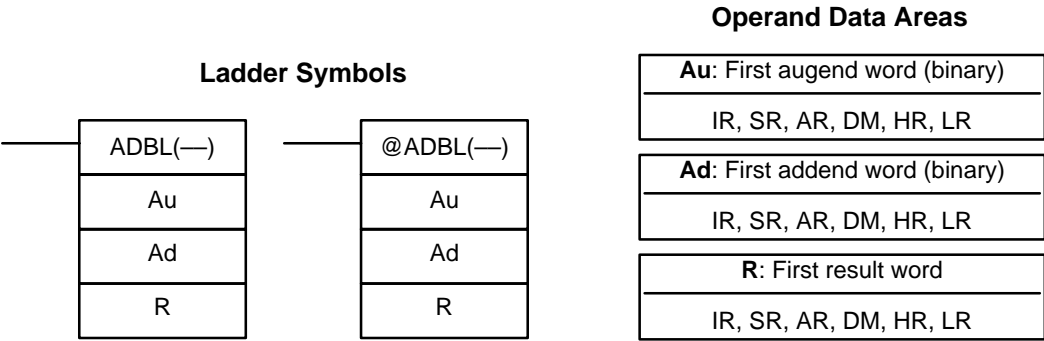 Ladder Symbols
ADBL(––)
Au
Ad
R
@ADBL(––)
Au
Ad
R
Operand Data Areas
Au: First augend word (binary)
IR, SR, AR, DM, HR, LR
Ad: First addend word (binary)
IR, SR, AR, DM, HR, LR
R: First result word
IR, SR, AR, DM, HR, LR